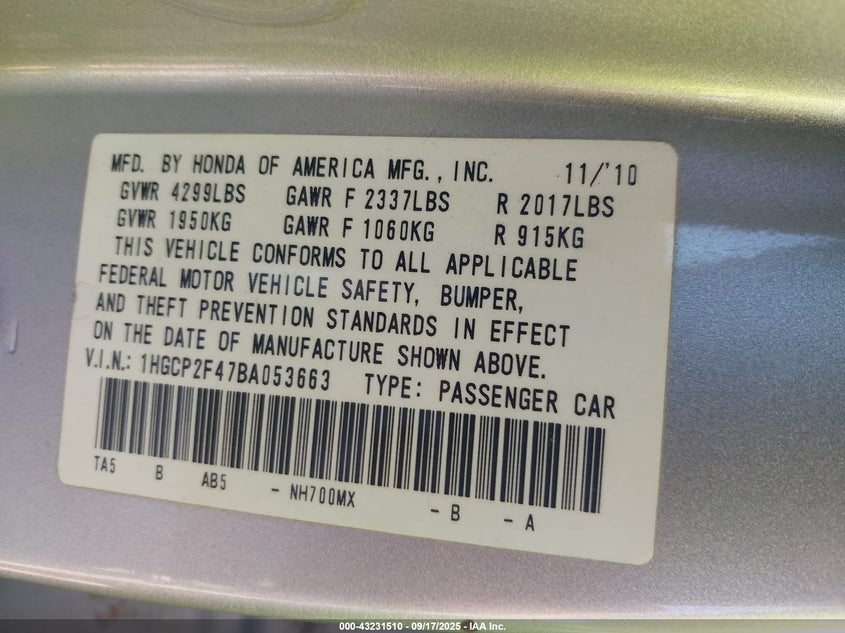 MFD. BY HONDA OF AMERICA MFG., INC. 11/'10
GVWR 4299LBS GAWR F 2337LBS R 2017LBS
GVWR 1950KG GAWR F 1060KG R 915KG
THIS VEHICLE CONFORMS TO ALL APPLICABLE
FEDERAL MOTOR VEHICLE SAFETY, BUMPER,
AND THEFT PREVENTION STANDARDS IN EFFECT
ON THE DATE OF MANUFACTURE SHOWN ABOVE.
V.I.N.: 1HGCP2F47BA053663 TYPE: PASSENGER CAR
TA5 B AB5 - NH700MX - B - A
000-43231510 - 09/17/2025 - IAA Inc.